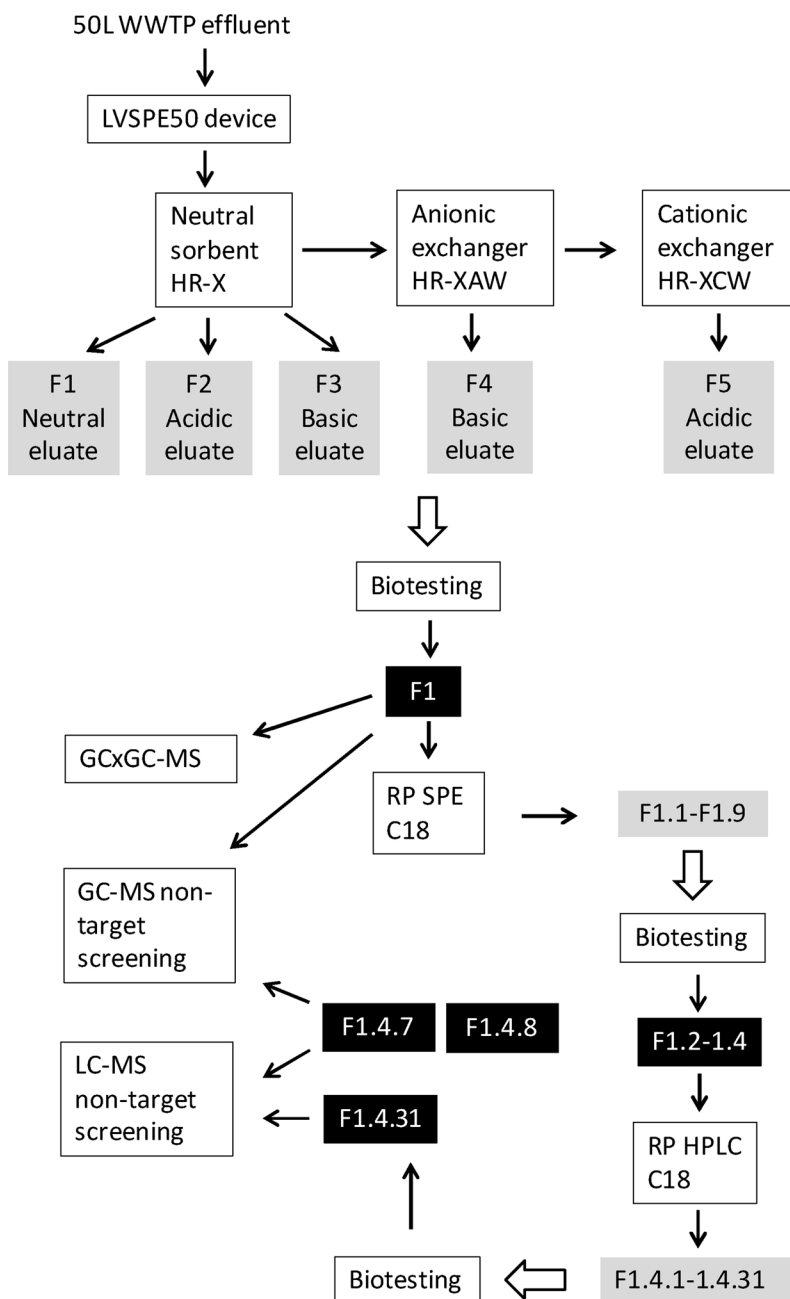 50L WWTP effluent
LVSPE50 device
Neutral
sorbent
HR-X
Anionic
exchanger
HR-XAW
Cationic
exchanger
HR-XCW
F1
Neutral
eluate
F2
Acidic
eluate
F3
Basic
eluate
F4
Basic
eluate
F5
Acidic
eluate
Biotesting
F1
GCxGC-MS
RP SPE
C18
F1.1-F1.9
GC-MS non-
target
screening
Biotesting
F1.4.7
F1.4.8
F1.2-1.4
LC-MS
non-target
screening
F1.4.31
RP HPLC
C18
Biotesting
F1.4.1-1.4.31